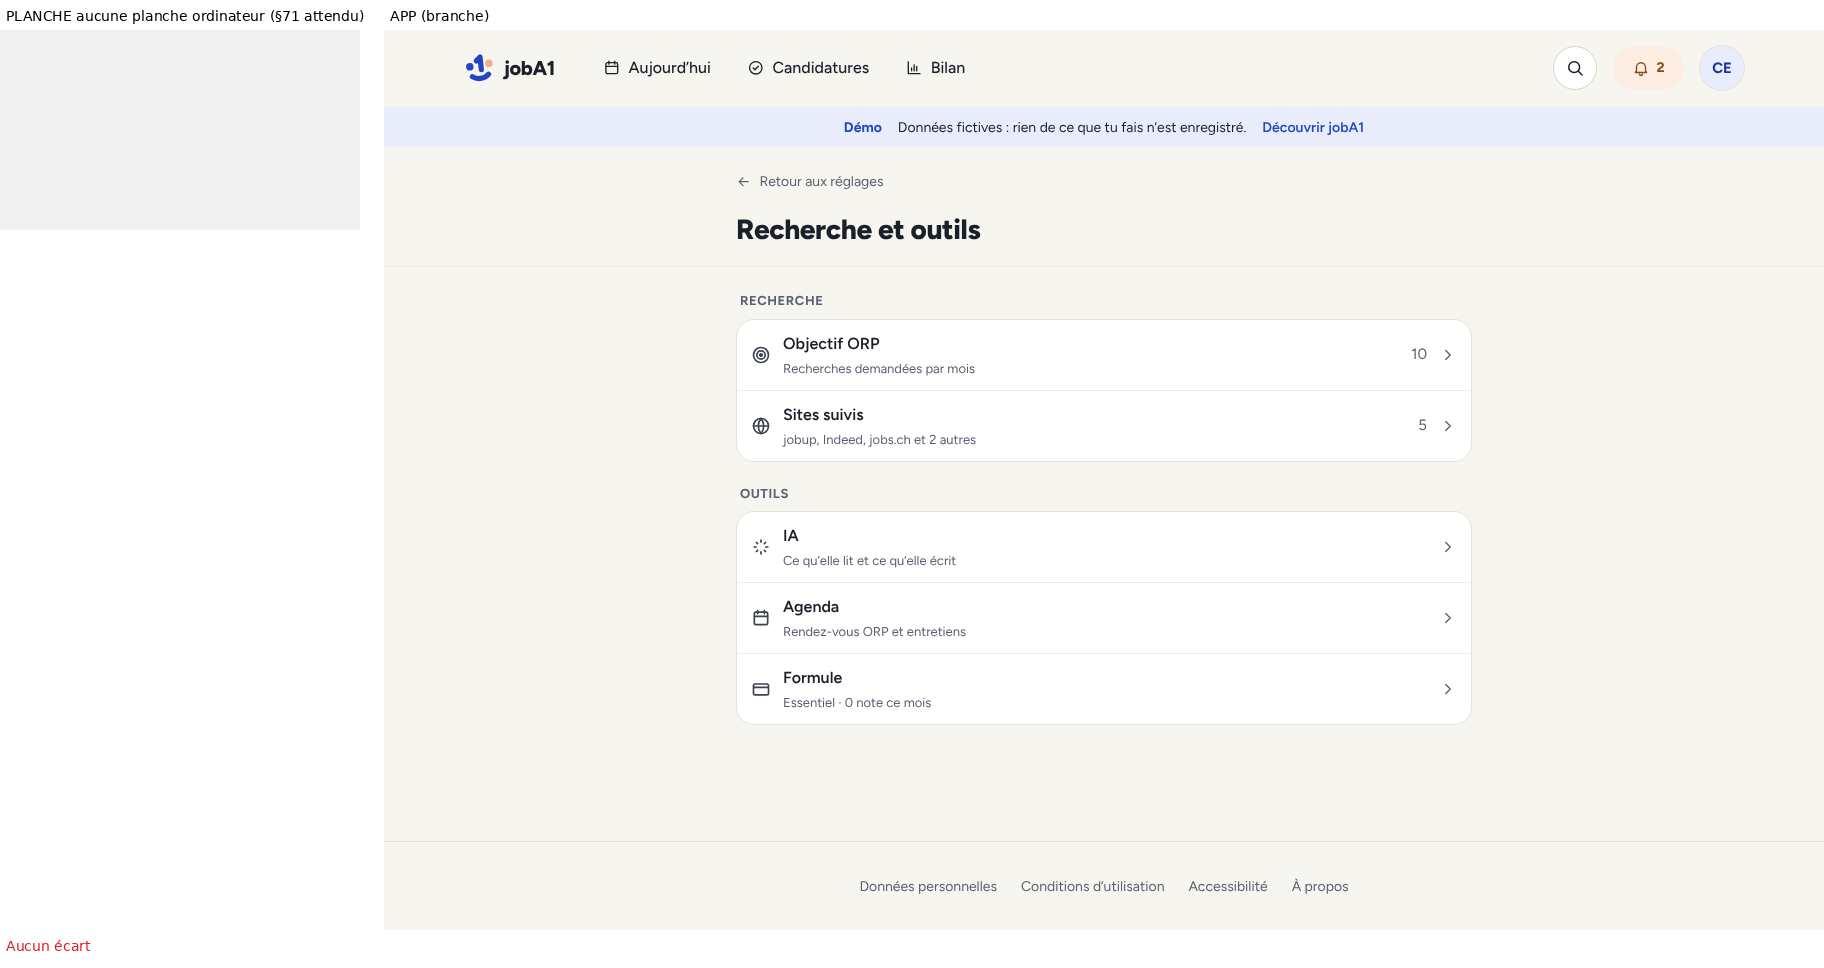 PLANCHE aucune planche ordinateur (§71 attendu)
APP (branche)
jobA1
Aujourd’hui
Candidatures
Bilan
2
CE
Démo Données fictives : rien de ce que tu fais n’est enregistré. Découvrir jobA1
← Retour aux réglages
Recherche et outils
RECHERCHE
Objectif ORP
Recherches demandées par mois
10
Sites suivis
jobup, Indeed, jobs.ch et 2 autres
5
OUTILS
IA
Ce qu’elle lit et ce qu’elle écrit
Agenda
Rendez-vous ORP et entretiens
Formule
Essentiel · 0 note ce mois
Données personnelles Conditions d’utilisation Accessibilité À propos
Aucun écart